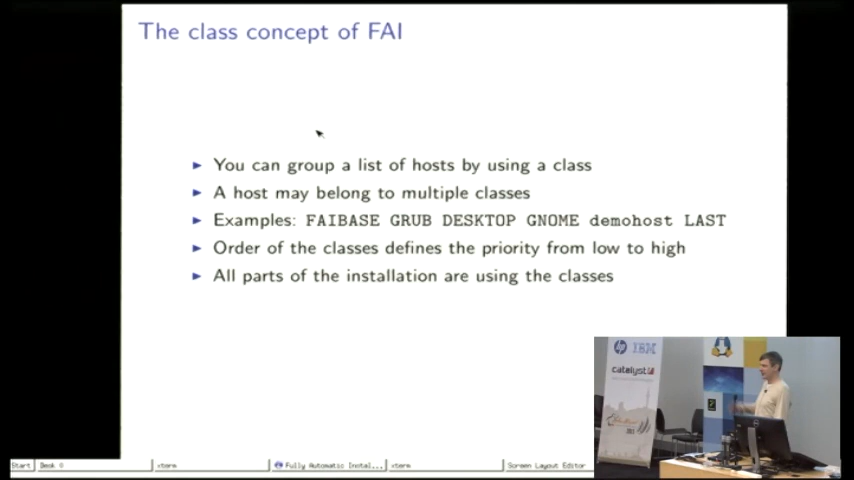 The class concept of FAI
► You can group a list of hosts by using a class
► A host may belong to multiple classes
► Examples: FAIBASE GRUB DESKTOP GNOME demohost LAST
► Order of the classes defines the priority from low to high
► All parts of the installation are using the classes
hp IBM
catalyst
Start
Desk 0
xterm
Fully Automatic Instal...
xterm
Screen Layout Editor